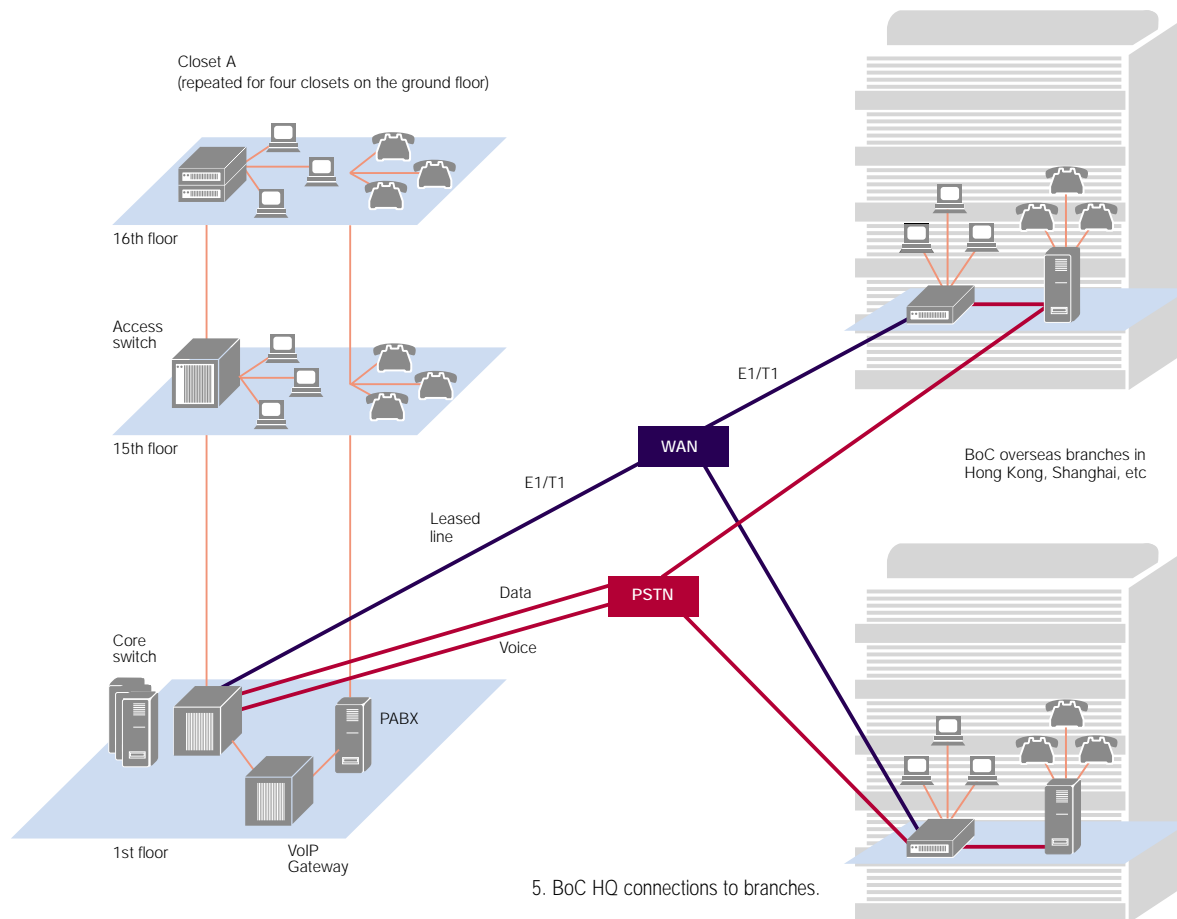 Closet A
(repeated for four closets on the ground floor)
16th floor
Access
switch
15th floor
E1/T1
WAN
BoC overseas branches in
Hong Kong, Shanghai, etc
E1/T1
Leased
line
Data
PSTN
Voice
Core
switch
PABX
1st floor
VoIP
Gateway
5. BoC HQ connections to branches.